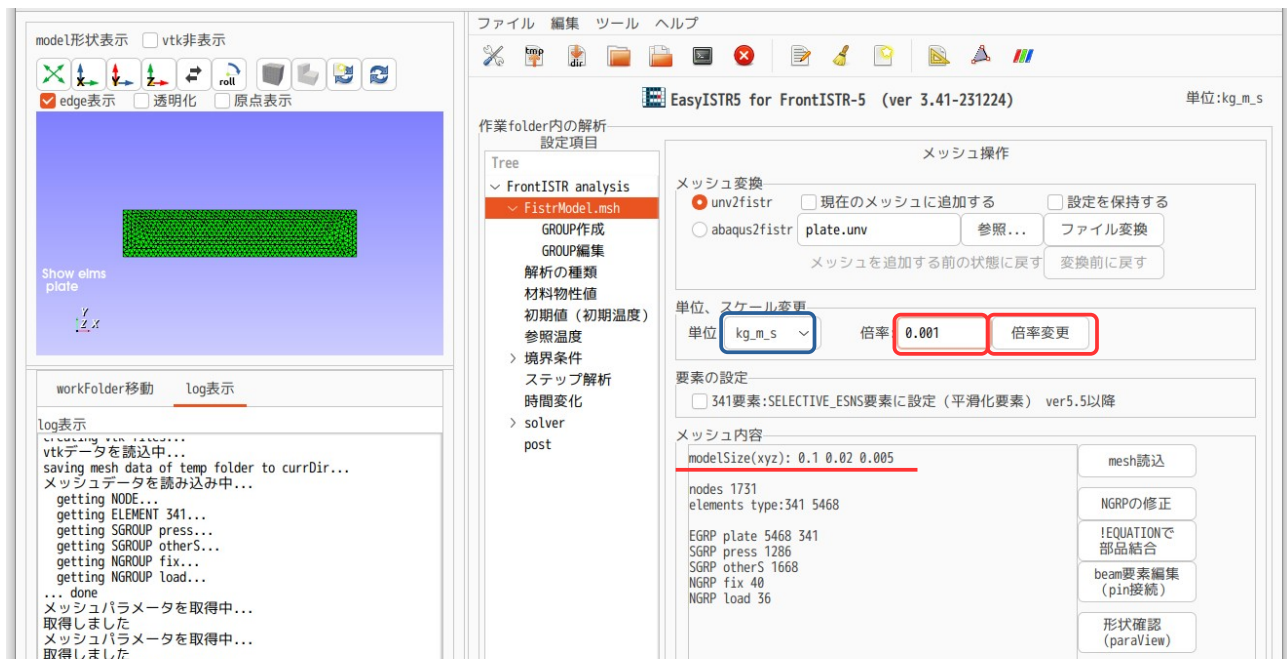 model形状表示 vtk非表示
roll
edge表示 透明化 原点表示
Show elms
plate
Y
Z X
workFolder移動 log表示
log表示
creating vtk files...
vtkデータを読込中...
saving mesh data of temp folder to currDir...
メッシュデータを読み込み中...
getting NODE...
getting ELEMENT 341...
getting SGROUP press...
getting SGROUP otherS...
getting NGROUP fix...
getting NGROUP load...
... done
メッシュパラメータを取得中...
取得しました
メッシュパラメータを取得中...
取得しました
ファイル 編集 ツール ヘルプ
tmp dir
EasyISTR5 for FrontISTR-5 (ver 3.41-231224) 単位:kg_m_s
作業folder内の解析
設定項目
Tree
FrontISTR analysis
FistrModel.msh
GROUP作成
GROUP編集
解析の種類
材料物性値
初期値（初期温度）
参照温度
境界条件
ステップ解析
時間変化
solver
post
メッシュ操作
メッシュ変換
unv2fistr 現在のメッシュに追加する 設定を保持する
abaqus2fistr plate.unv 参照... ファイル変換
メッシュを追加する前の状態に戻す 変換前に戻す
単位、スケール変更
単位 kg_m_s 倍率: 0.001 倍率変更
要素の設定
341要素:SELECTIVE_ESNS要素に設定（平滑化要素） ver5.5以降
メッシュ内容
modelSize(xyz): 0.1 0.02 0.005
nodes 1731
elements type:341 5468
EGRP plate 5468 341
SGRP press 1286
SGRP otherS 1668
NGRP fix 40
NGRP load 36
mesh読込
NGRPの修正
!EQUATIONで
部品結合
beam要素編集
(pin接続)
形状確認
(paraView)